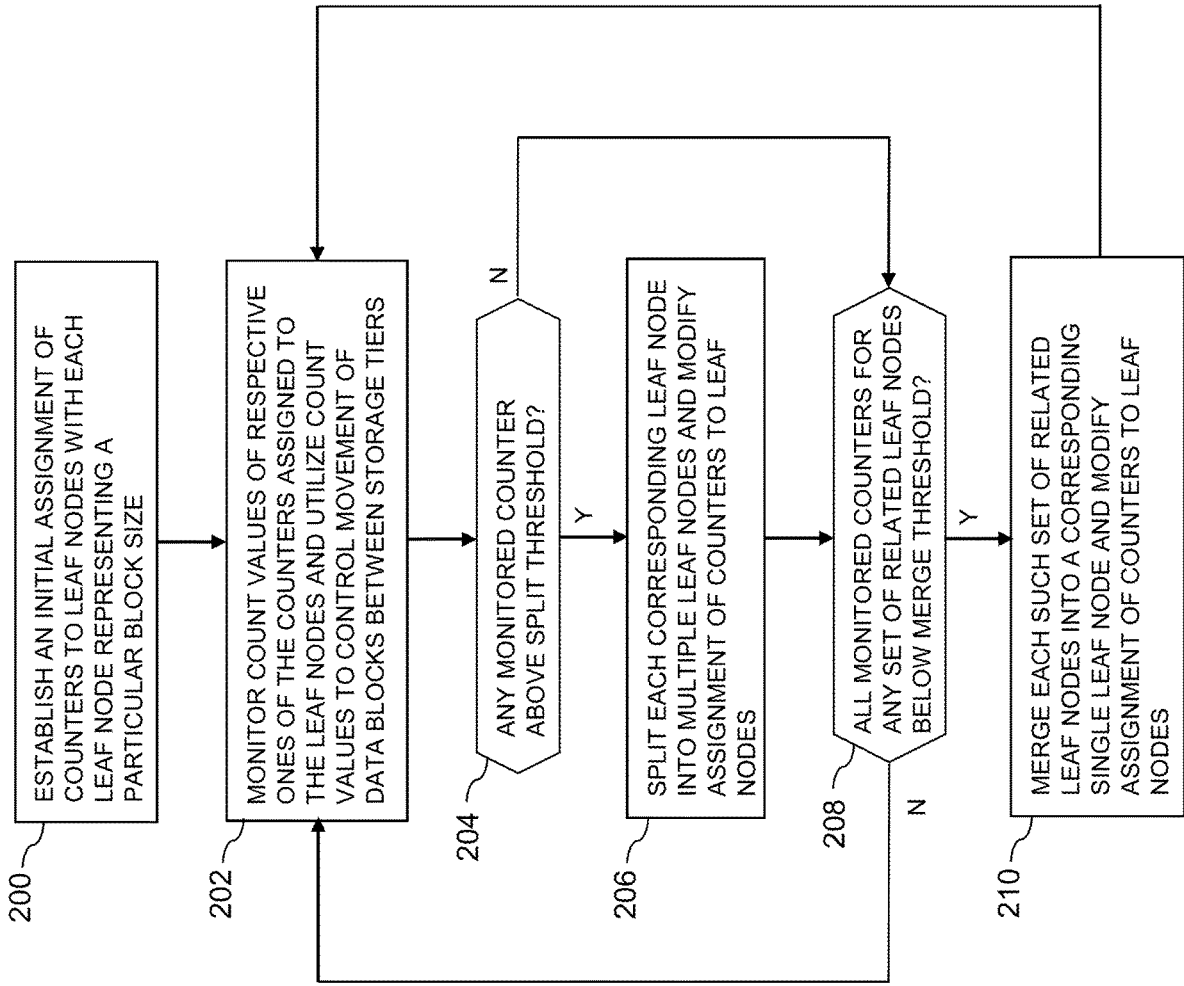 200
ESTABLISH AN INITIAL ASSIGNMENT OF
COUNTERS TO LEAF NODES WITH EACH
LEAF NODE REPRESENTING A
PARTICULAR BLOCK SIZE
202
MONITOR COUNT VALUES OF RESPECTIVE
ONES OF THE COUNTERS ASSIGNED TO
THE LEAF NODES AND UTILIZE COUNT
VALUES TO CONTROL MOVEMENT OF
DATA BLOCKS BETWEEN STORAGE TIERS
204
ANY MONITORED COUNTER
ABOVE SPLIT THRESHOLD?
N
Y
206
SPLIT EACH CORRESPONDING LEAF NODE
INTO MULTIPLE LEAF NODES AND MODIFY
ASSIGNMENT OF COUNTERS TO LEAF
NODES
208
ALL MONITORED COUNTERS FOR
ANY SET OF RELATED LEAF NODES
BELOW MERGE THRESHOLD?
N
Y
210
MERGE EACH SUCH SET OF RELATED
LEAF NODES INTO A CORRESPONDING
SINGLE LEAF NODE AND MODIFY
ASSIGNMENT OF COUNTERS TO LEAF
NODES